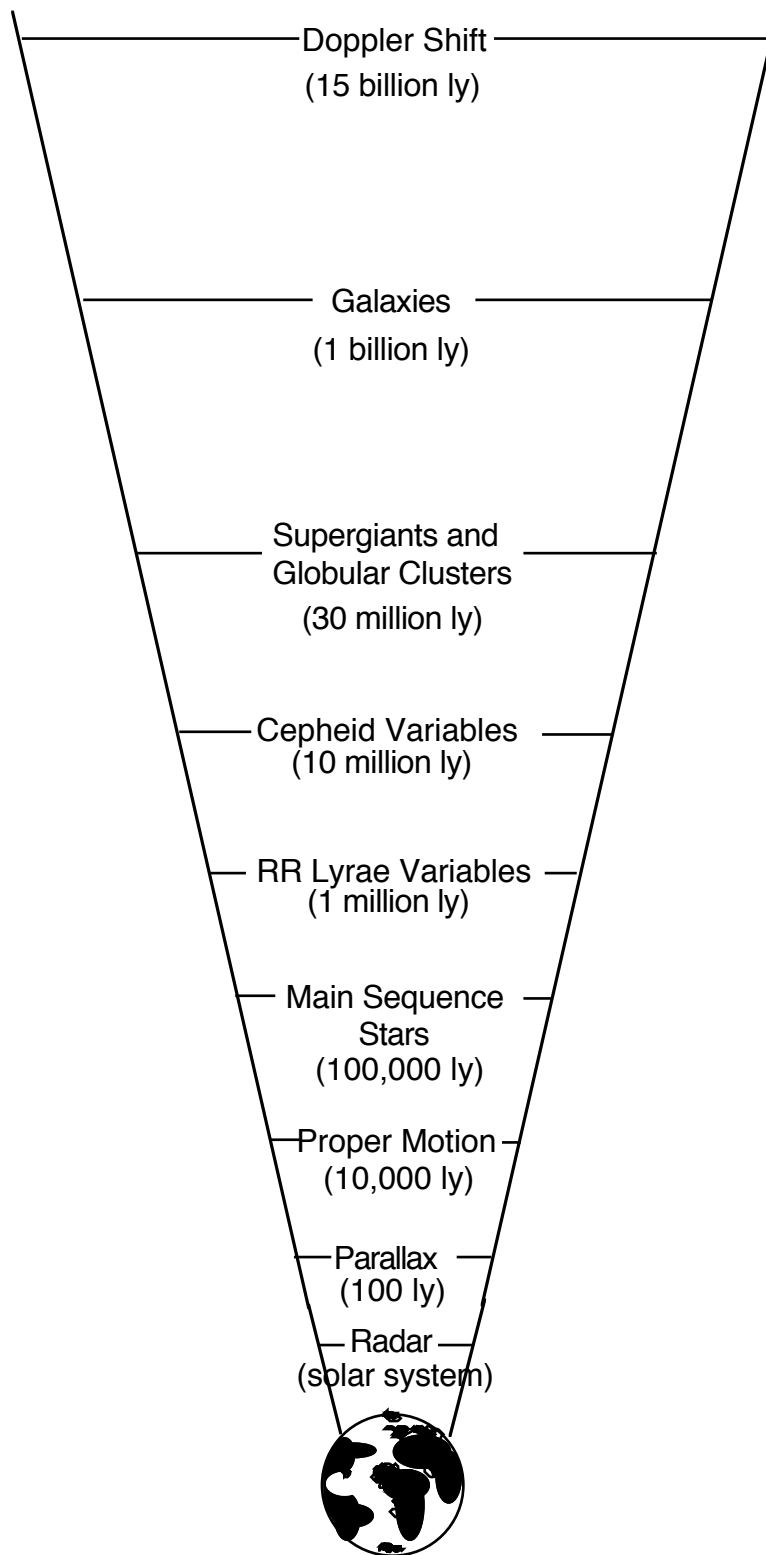 Doppler Shift
(15 billion ly)
Galaxies
(1 billion ly)
Supergiants and
Globular Clusters
(30 million ly)
Cepheid Variables
(10 million ly)
RR Lyrae Variables
(1 million ly)
Main Sequence
Stars
(100,000 ly)
Proper Motion
(10,000 ly)
Parallax
(100 ly)
Radar
(solar system)